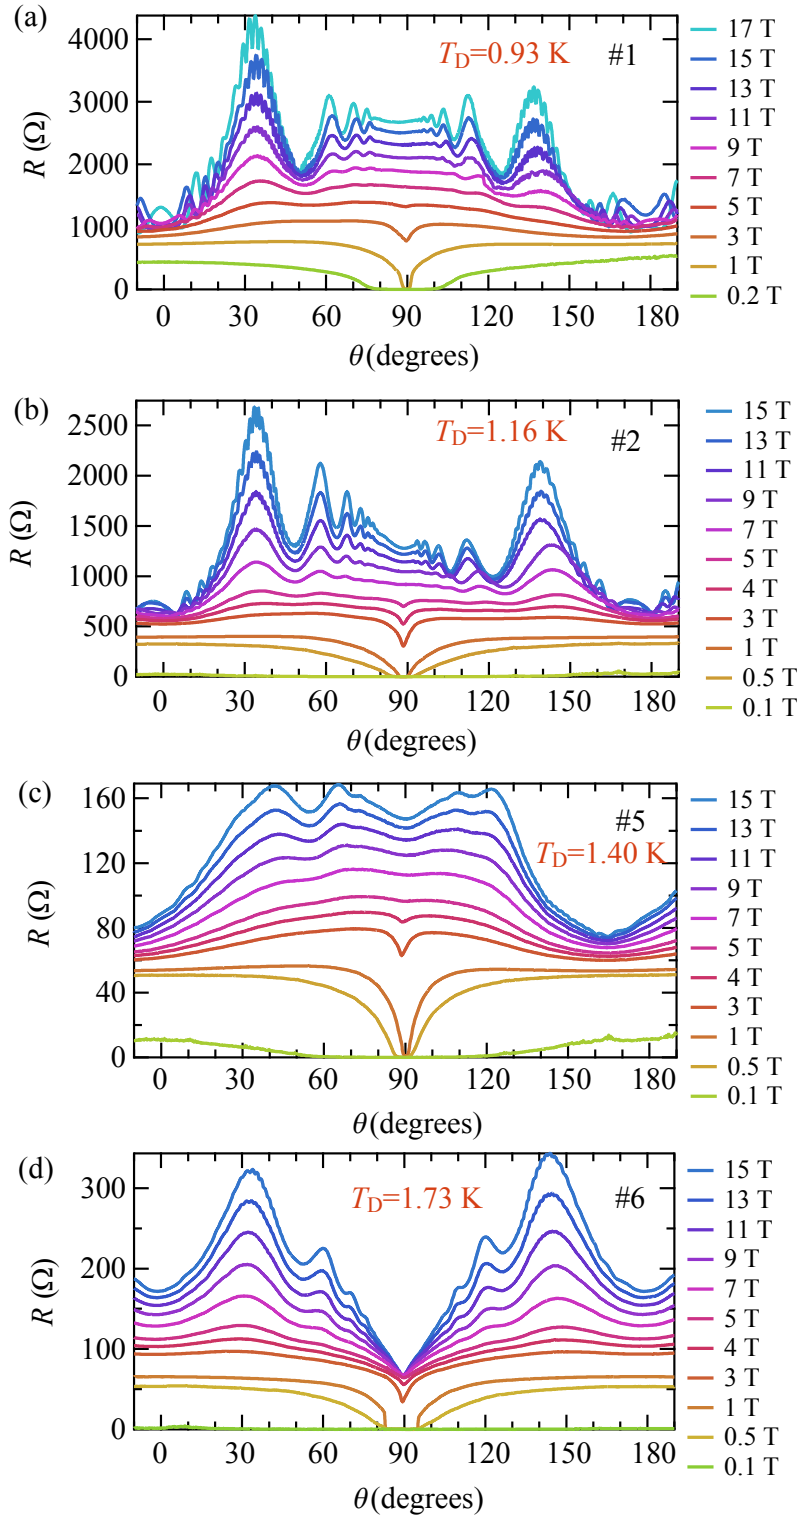 (a)
T_D=0.93 K
#1
R (Ω)
4000
3000
2000
1000
0
0 30 60 90 120 150 180
θ (degrees)
17 T
15 T
13 T
11 T
9 T
7 T
5 T
3 T
1 T
0.2 T
(b)
T_D=1.16 K
#2
R (Ω)
2500
2000
1500
1000
500
0
0 30 60 90 120 150 180
θ (degrees)
15 T
13 T
11 T
9 T
7 T
5 T
4 T
3 T
1 T
0.5 T
0.1 T
(c)
#5
T_D=1.40 K
R (Ω)
160
120
80
40
0
0 30 60 90 120 150 180
θ (degrees)
15 T
13 T
11 T
9 T
7 T
5 T
4 T
3 T
1 T
0.5 T
0.1 T
(d)
T_D=1.73 K
#6
R (Ω)
300
200
100
0
0 30 60 90 120 150 180
θ (degrees)
15 T
13 T
11 T
9 T
7 T
5 T
4 T
3 T
1 T
0.5 T
0.1 T